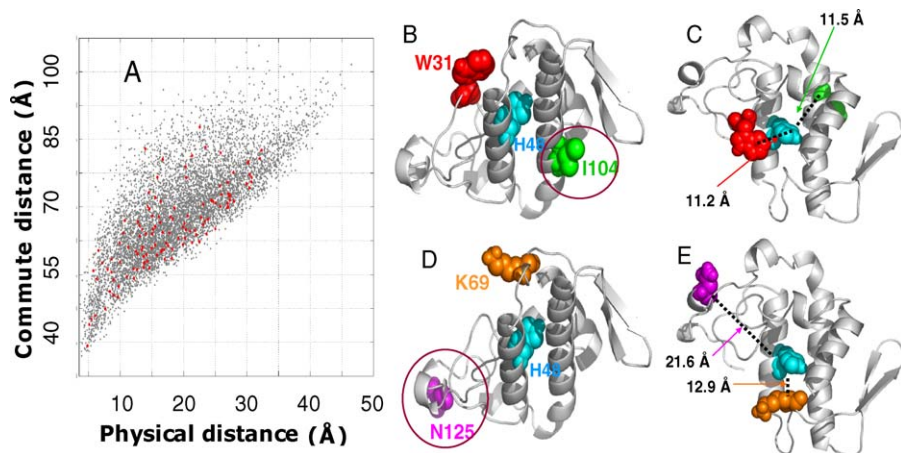 A
Commute distance (Å)
100
85
70
55
40
10
20
30
40
50
Physical distance (Å)
B
W31
H48
I104
C
11.5 Å
11.2 Å
D
K69
H48
N125
E
21.6 Å
12.9 Å